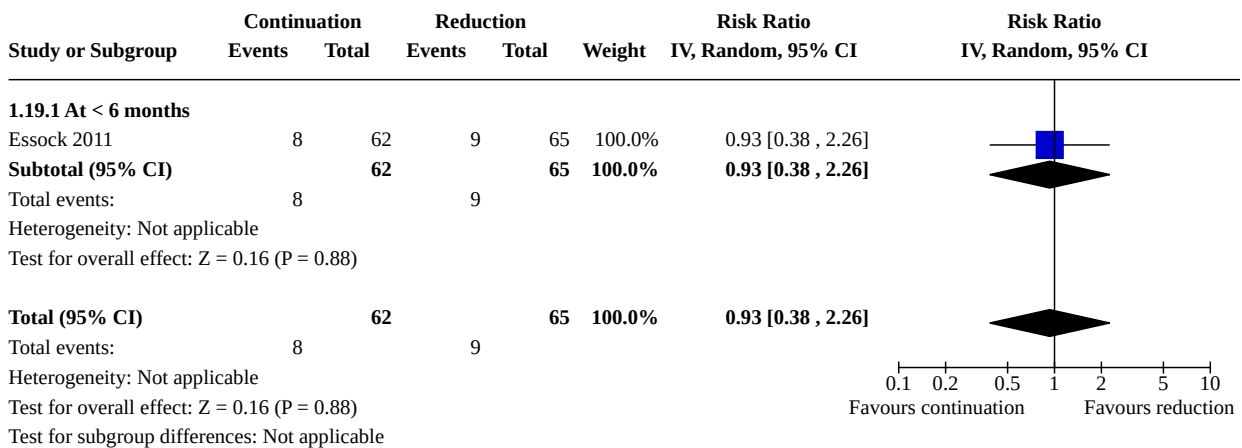 Continuation Reduction Risk Ratio Risk Ratio
Study or Subgroup Events Total Events Total Weight IV, Random, 95% CI IV, Random, 95% CI
1.19.1 At < 6 months
Essock 2011 8 62 9 65 100.0% 0.93 [0.38 , 2.26]
Subtotal (95% CI) 62 65 100.0% 0.93 [0.38 , 2.26]
Total events: 8 9
Heterogeneity: Not applicable
Test for overall effect: Z = 0.16 (P = 0.88)
Total (95% CI) 62 65 100.0% 0.93 [0.38 , 2.26]
Total events: 8 9
Heterogeneity: Not applicable
0.1 0.2 0.5 1 2 5 10
Test for overall effect: Z = 0.16 (P = 0.88) Favours continuation Favours reduction
Test for subgroup differences: Not applicable